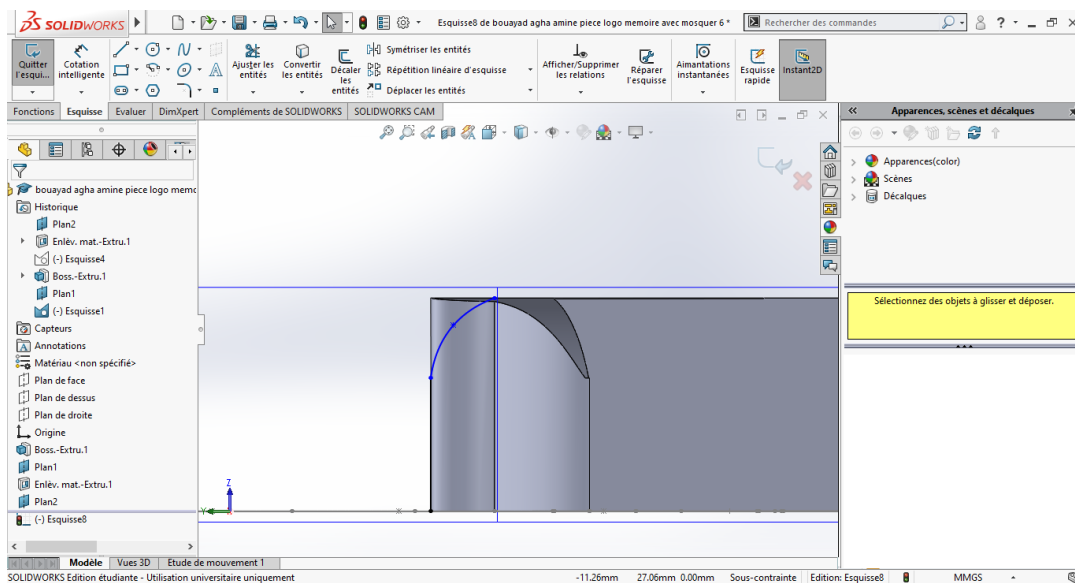 SOLIDWORKS
Esquisse8 de bouayad agha amine piece logo memoire avec mosquer 6 *
Rechercher des commandes
Quitter l'esqui...
Cotation intelligente
Ajuster les entités
Convertir les entités
Décaler les entités
Symétriser les entités
Répétition linéaire d'esquisse
Déplacer les entités
Afficher/Supprimer les relations
Réparer l'esquisse
Aimantations instantanées
Esquisse rapide
Instant2D
Fonctions
Esquisse
Evaluer
DimXpert
Compléments de SOLIDWORKS
SOLIDWORKS CAM
bouayad agha amine piece logo memo
Historique
Plan2
Enlèv. mat.-Extru.1
(-) Esquisse4
Boss.-Extru.1
Plan1
(-) Esquisse1
Capteurs
Annotations
Matériau <non spécifié>
Plan de face
Plan de dessus
Plan de droite
Origine
Boss.-Extru.1
Plan1
Enlèv. mat.-Extru.1
Plan2
(-) Esquisse8
Z
Y
Apparences, scènes et décalques
Apparences(color)
Scènes
Décalques
Sélectionnez des objets à glisser et déposer.
Modèle
Vues 3D
Etude de mouvement 1
SOLIDWORKS Edition étudiante - Utilisation universitaire uniquement
-11.26mm
27.06mm
0.00mm
Sous-contrainte
Edition: Esquisse8
MMGS